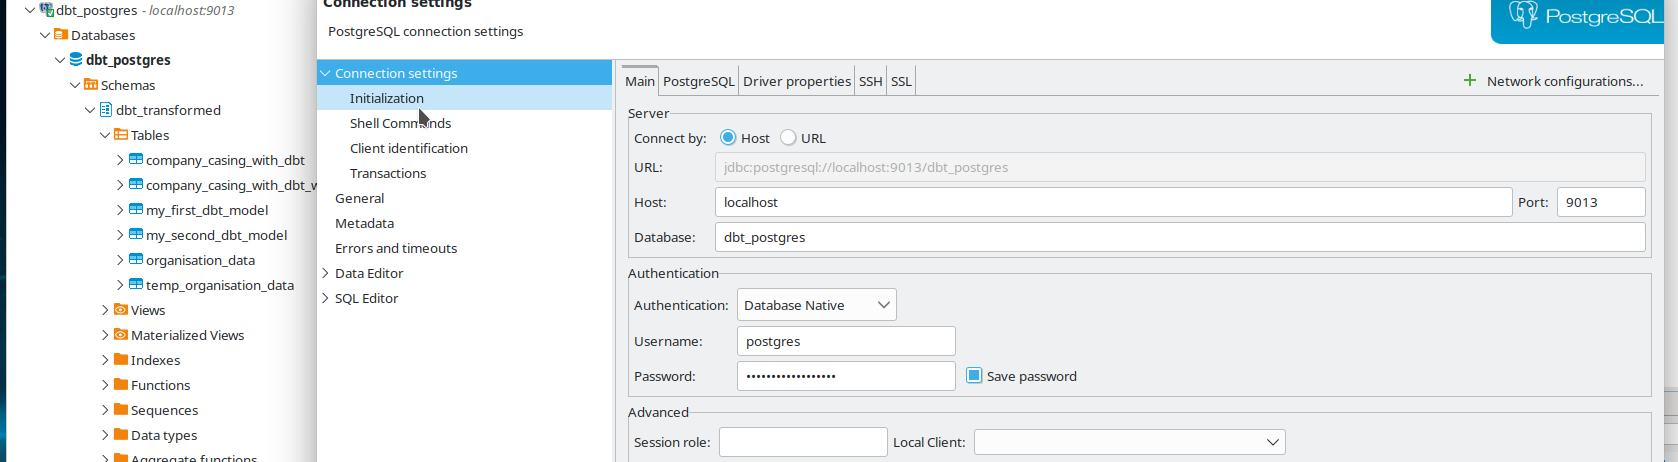 dbt_postgres - localhost:9013
Databases
dbt_postgres
Schemas
dbt_transformed
Tables
company_casing_with_dbt
company_casing_with_dbt_w
my_first_dbt_model
my_second_dbt_model
organisation_data
temp_organisation_data
Views
Materialized Views
Indexes
Functions
Sequences
Data types
Aggregate functions
Connection settings
PostgreSQL connection settings
PostgreSQL
Connection settings
Initialization
Shell Commands
Client identification
Transactions
General
Metadata
Errors and timeouts
Data Editor
SQL Editor
Main PostgreSQL Driver properties SSH SSL Network configurations...
Server
Connect by: Host URL
URL: jdbc:postgresql://localhost:9013/dbt_postgres
Host: localhost Port: 9013
Database: dbt_postgres
Authentication
Authentication: Database Native
Username: postgres
Password: •••••••••••••••••• Save password
Advanced
Session role: Local Client: